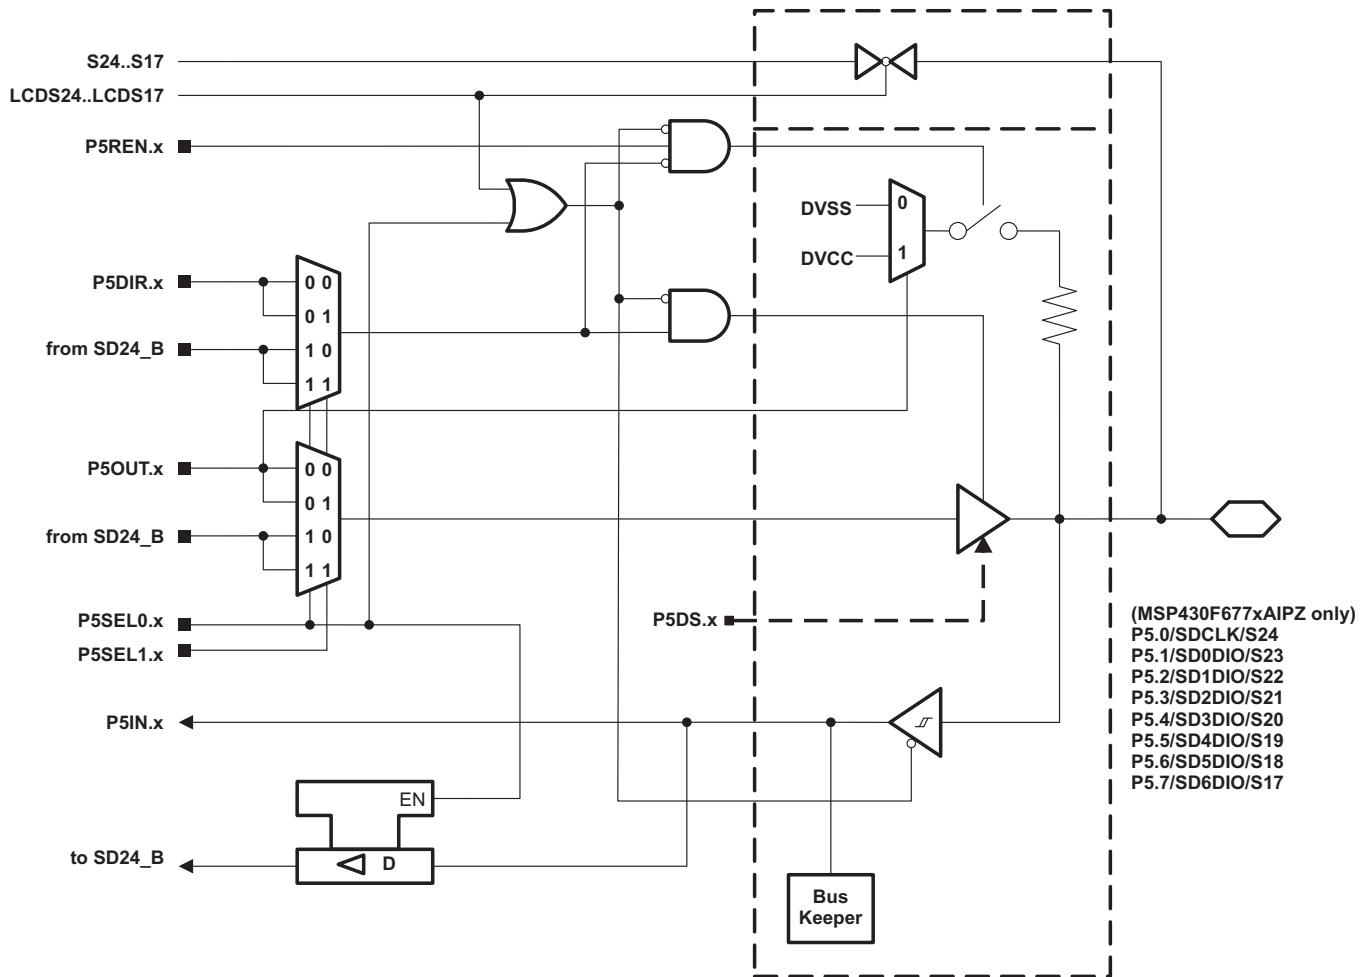 S24..S17
LCDS24..LCDS17
P5REN.x
DVSS
0
DVCC
1
P5DIR.x
0 0
0 1
from SD24_B
1 0
1 1
P5OUT.x
0 0
0 1
from SD24_B
1 0
1 1
P5SEL0.x
P5SEL1.x
P5DS.x
(MSP430F677xAIPZ only)
P5.0/SDCLK/S24
P5.1/SD0DIO/S23
P5.2/SD1DIO/S22
P5.3/SD2DIO/S21
P5.4/SD3DIO/S20
P5.5/SD4DIO/S19
P5.6/SD5DIO/S18
P5.7/SD6DIO/S17
P5IN.x
EN
to SD24_B
D
Bus
Keeper